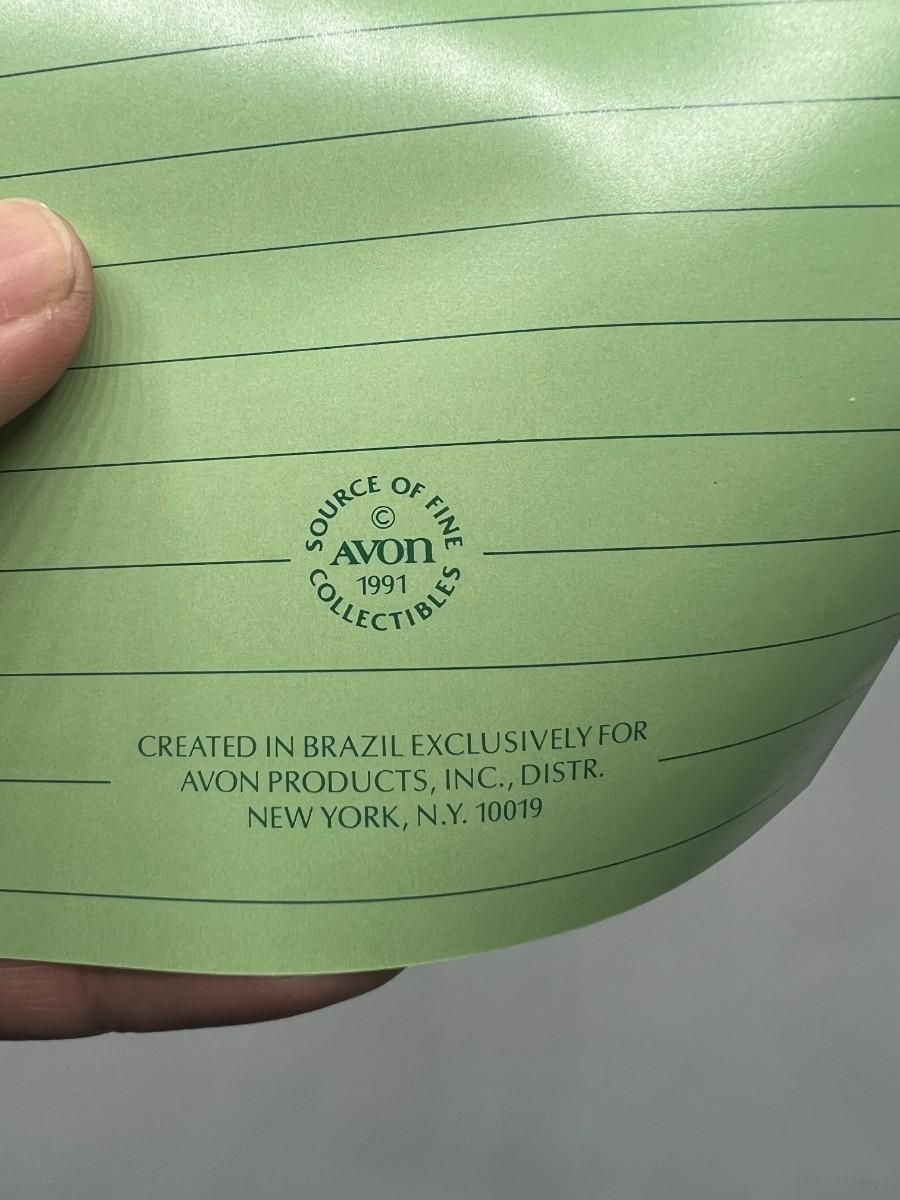 SOURCE OF FINE
©
AVON
1991
COLLECTIBLES
CREATED IN BRAZIL EXCLUSIVELY FOR
AVON PRODUCTS, INC., DISTR.
NEW YORK, N.Y. 10019